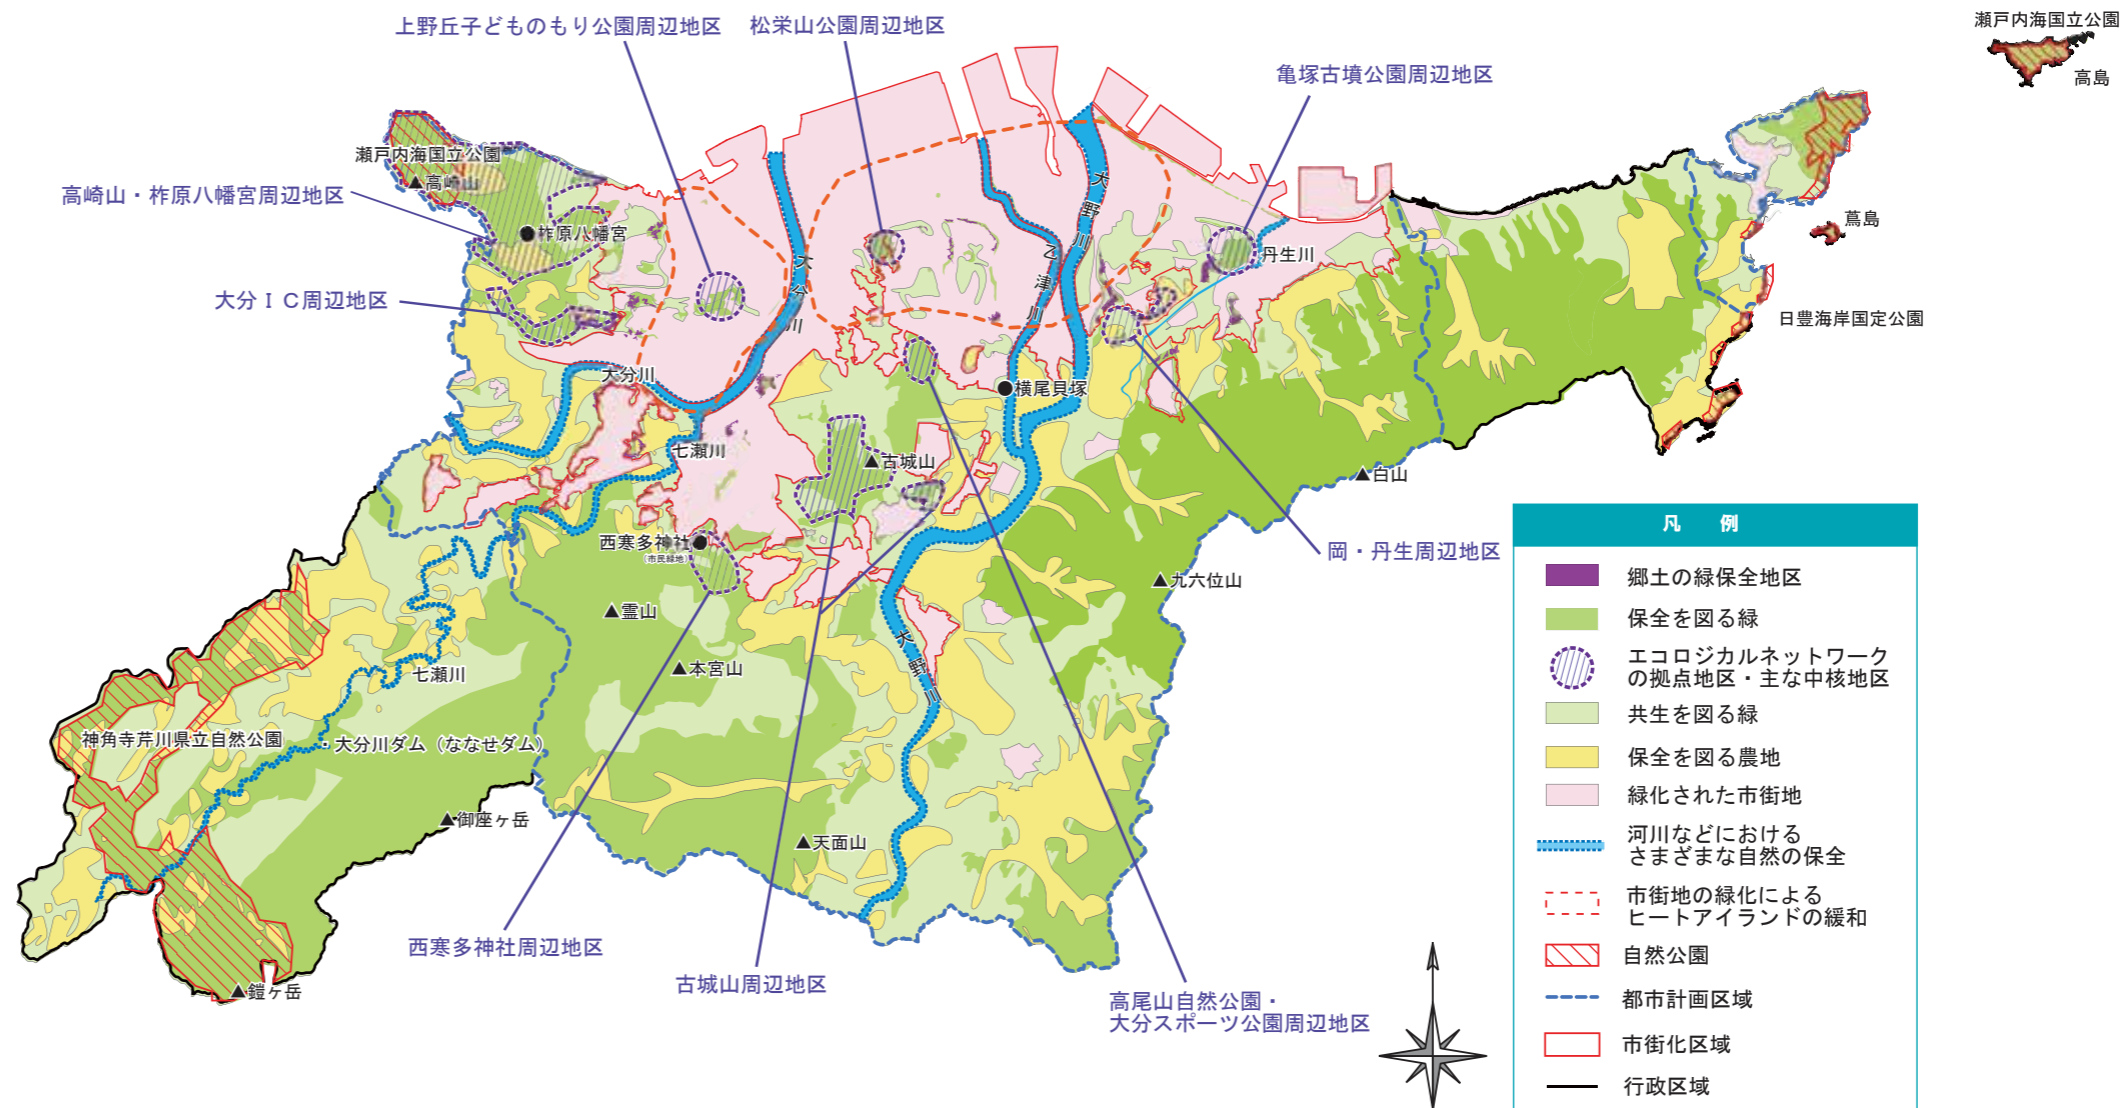 瀬戸内海国立公園
高島
上野丘子どものもり公園周辺地区
松栄山公園周辺地区
亀塚古墳公園周辺地区
瀬戸内海国立公園
▲高崎山
高崎山・柞原八幡宮周辺地区
●柞原八幡宮
大分ＩＣ周辺地区
大分川
大分川
乙津川
大野川
丹生川
蔦島
日豊海岸国定公園
●横尾貝塚
七瀬川
▲古城山
▲白山
西寒多神社●
(市民緑地)
岡・丹生周辺地区
▲九六位山
▲霊山
大野川
▲本宮山
七瀬川
神角寺芹川県立自然公園
・大分川ダム（ななせダム）
▲御座ヶ岳
▲天面山
西寒多神社周辺地区
古城山周辺地区
▲鎧ヶ岳
高尾山自然公園・
大分スポーツ公園周辺地区
凡　例
郷土の緑保全地区
保全を図る緑
エコロジカルネットワーク
の拠点地区・主な中核地区
共生を図る緑
保全を図る農地
緑化された市街地
河川などにおける
さまざまな自然の保全
市街地の緑化による
ヒートアイランドの緩和
自然公園
都市計画区域
市街化区域
行政区域